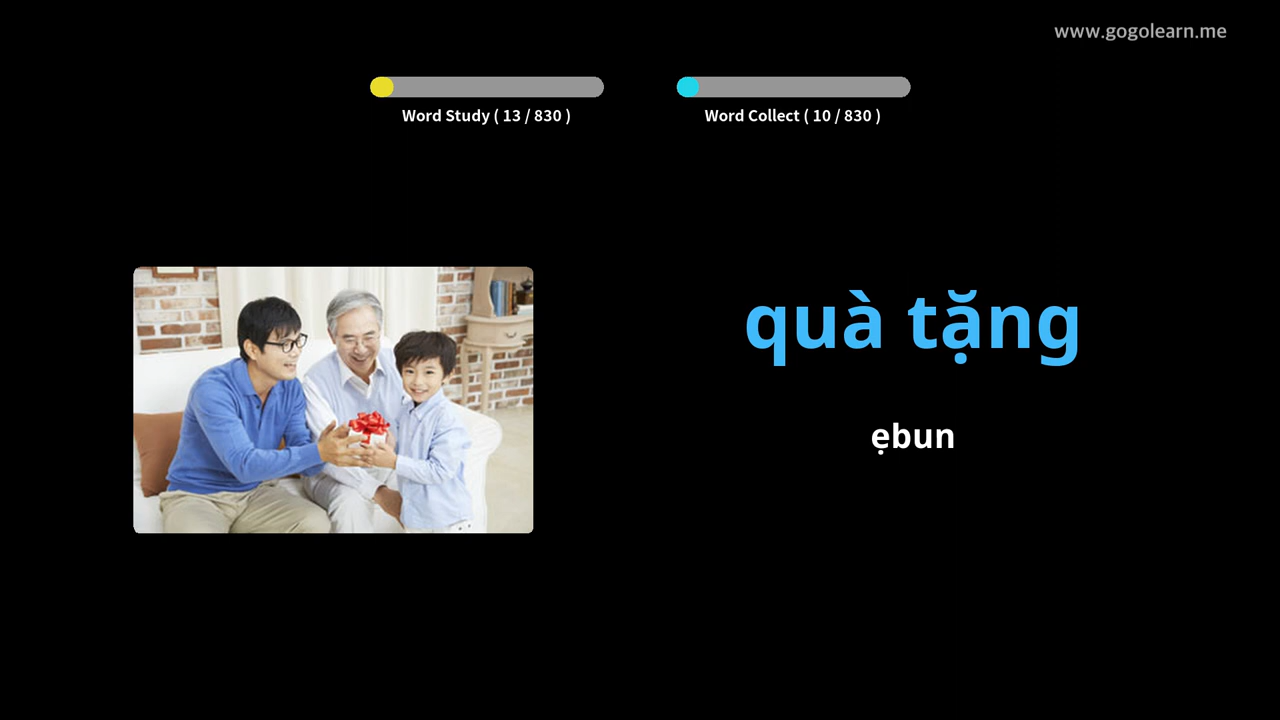 www.gogolearn.me
Word Study ( 13 / 830 )
Word Collect ( 10 / 830 )
quà tặng
ẹbun